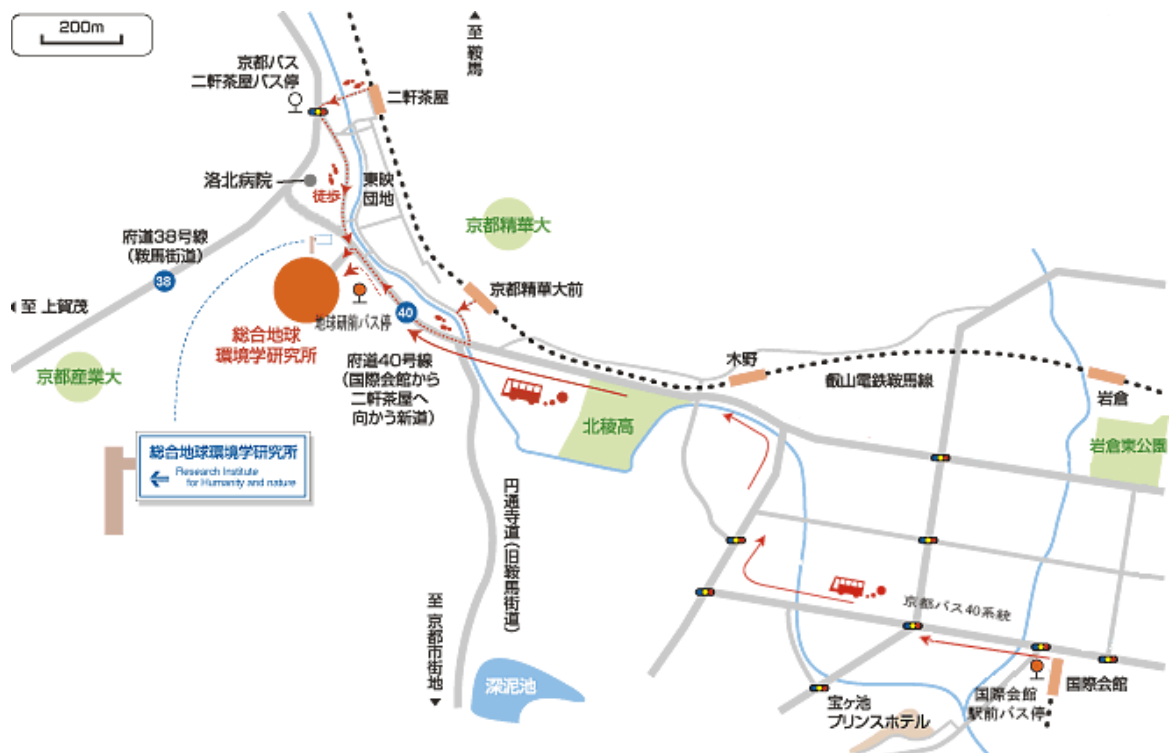 200m
▲至 鞍馬
京都バス
二軒茶屋バス停
二軒茶屋
洛北病院
徒歩
東映
団地
京都精華大
府道38号線
(鞍馬街道)
38
◀至 上賀茂
京都精華大前
40
地球研前バス停
総合地球
環境学研究所
京都産業大
府道40号線
(国際会館から
二軒茶屋へ
向かう新道)
木野
叡山電鉄鞍馬線
岩倉
北稜高
岩倉東公園
総合地球環境学研究所
Research Institute
for Humanity and nature
円通寺道(旧鞍馬街道)
至 京都市街地▼
深泥池
京都バス40系統
国際会館
国際会館
駅前バス停
宝ヶ池
プリンスホテル